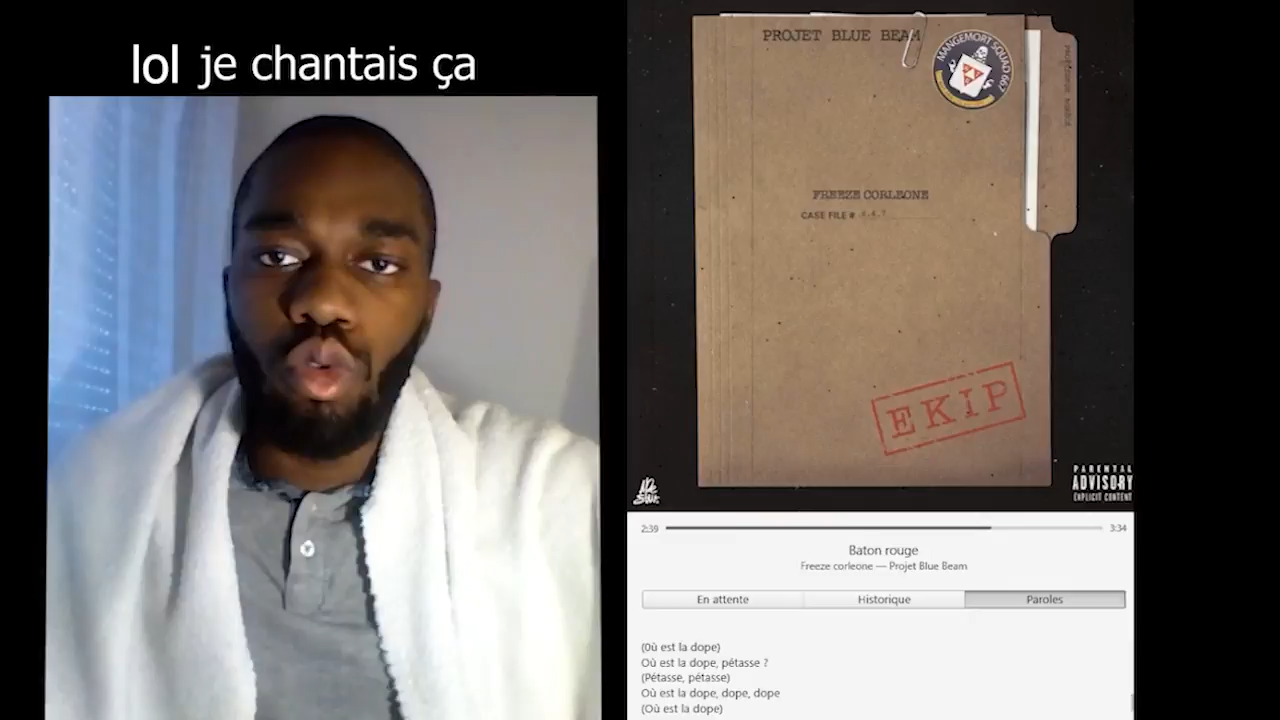 lol je chantais ça
PROJET BLUE BEAM
MANGEMORT SQUAD 667
FREEZE CORLEONE
CASE FILE #
EKIP
PARENTAL
ADVISORY
EXPLICIT CONTENT
2:39
3:34
Baton rouge
Freeze corleone — Projet Blue Beam
En attente
Historique
Paroles
(Où est la dope)
Où est la dope, pétasse ?
(Pétasse, pétasse)
Où est la dope, dope, dope
(Où est la dope)